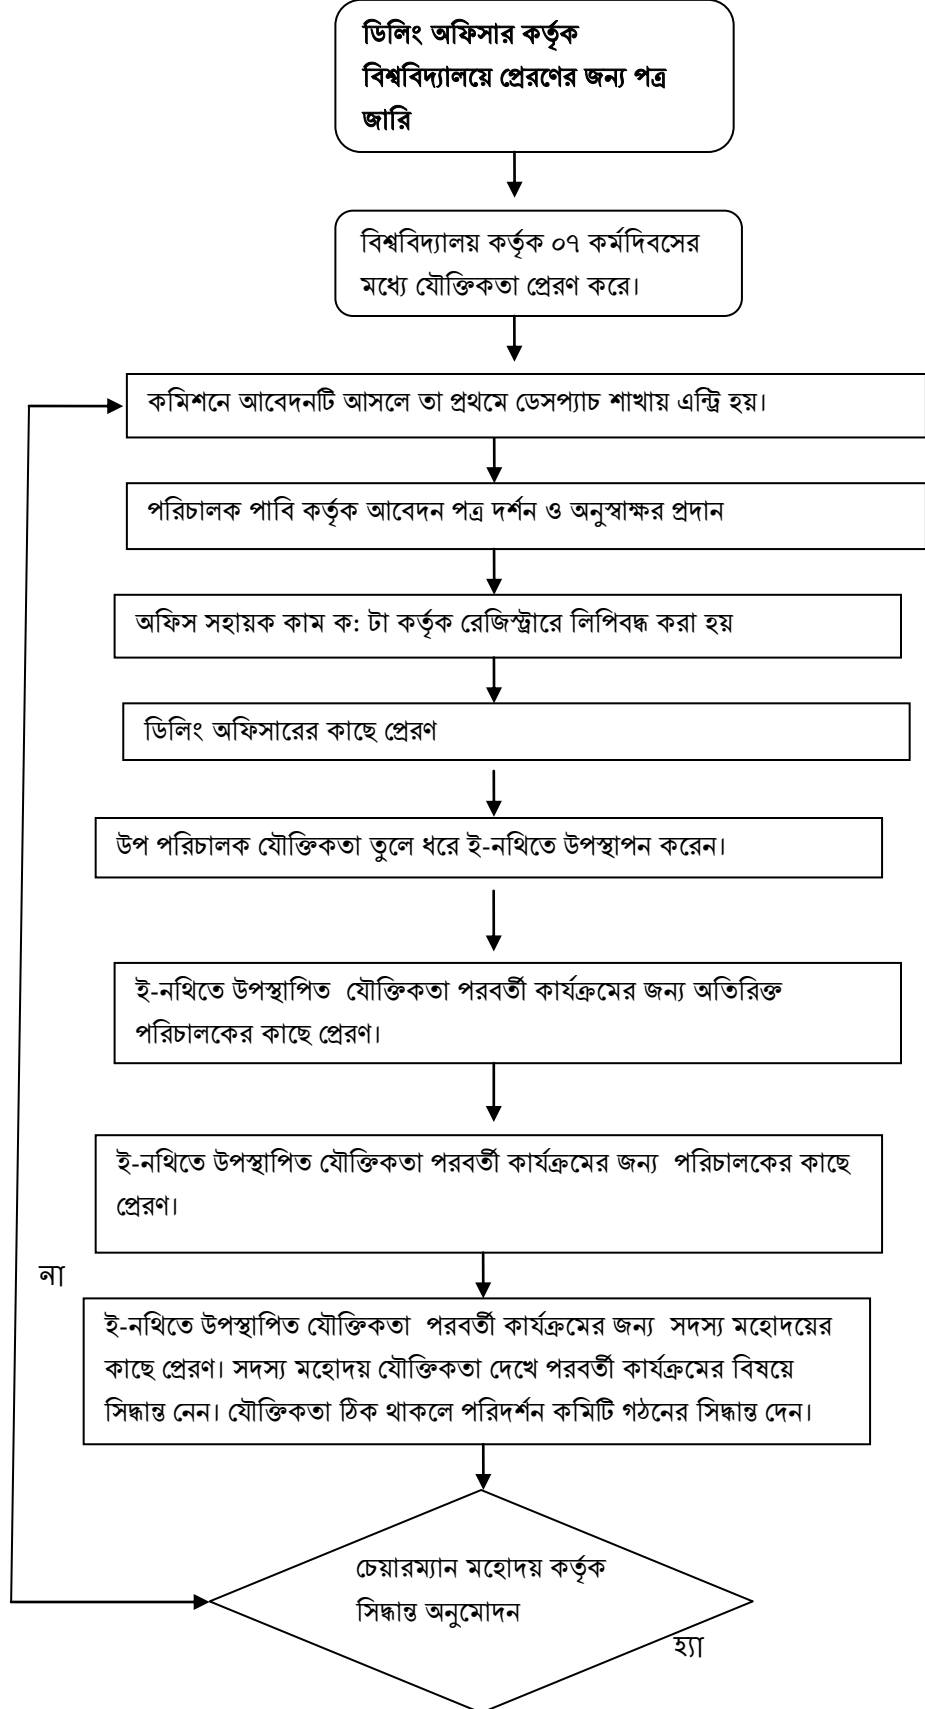 ডিলিং অফিসার কর্তৃক
বিশ্ববিদ্যালয়ে প্রেরণের জন্য পত্র
জারি
বিশ্ববিদ্যালয় কর্তৃক ০৭ কর্মদিবসের
মধ্যে যৌক্তিকতা প্রেরণ করে।
কমিশনে আবেদনটি আসলে তা প্রথমে ডেসপ্যাচ শাখায় এন্ট্রি হয়।
পরিচালক পাবি কর্তৃক আবেদন পত্র দর্শন ও অনুস্বাক্ষর প্রদান
অফিস সহায়ক কাম ক: টা কর্তৃক রেজিস্ট্রারে লিপিবদ্ধ করা হয়
ডিলিং অফিসারের কাছে প্রেরণ
উপ পরিচালক যৌক্তিকতা তুলে ধরে ই-নথিতে উপস্থাপন করেন।
ই-নথিতে উপস্থাপিত যৌক্তিকতা পরবর্তী কার্যক্রমের জন্য অতিরিক্ত
পরিচালকের কাছে প্রেরণ।
ই-নথিতে উপস্থাপিত যৌক্তিকতা পরবর্তী কার্যক্রমের জন্য পরিচালকের কাছে
প্রেরণ।
না
ই-নথিতে উপস্থাপিত যৌক্তিকতা পরবর্তী কার্যক্রমের জন্য সদস্য মহোদয়ের
কাছে প্রেরণ। সদস্য মহোদয় যৌক্তিকতা দেখে পরবর্তী কার্যক্রমের বিষয়ে
সিদ্ধান্ত নেন। যৌক্তিকতা ঠিক থাকলে পরিদর্শন কমিটি গঠনের সিদ্ধান্ত দেন।
চেয়ারম্যান মহোদয় কর্তৃক
সিদ্ধান্ত অনুমোদন
হ্যা